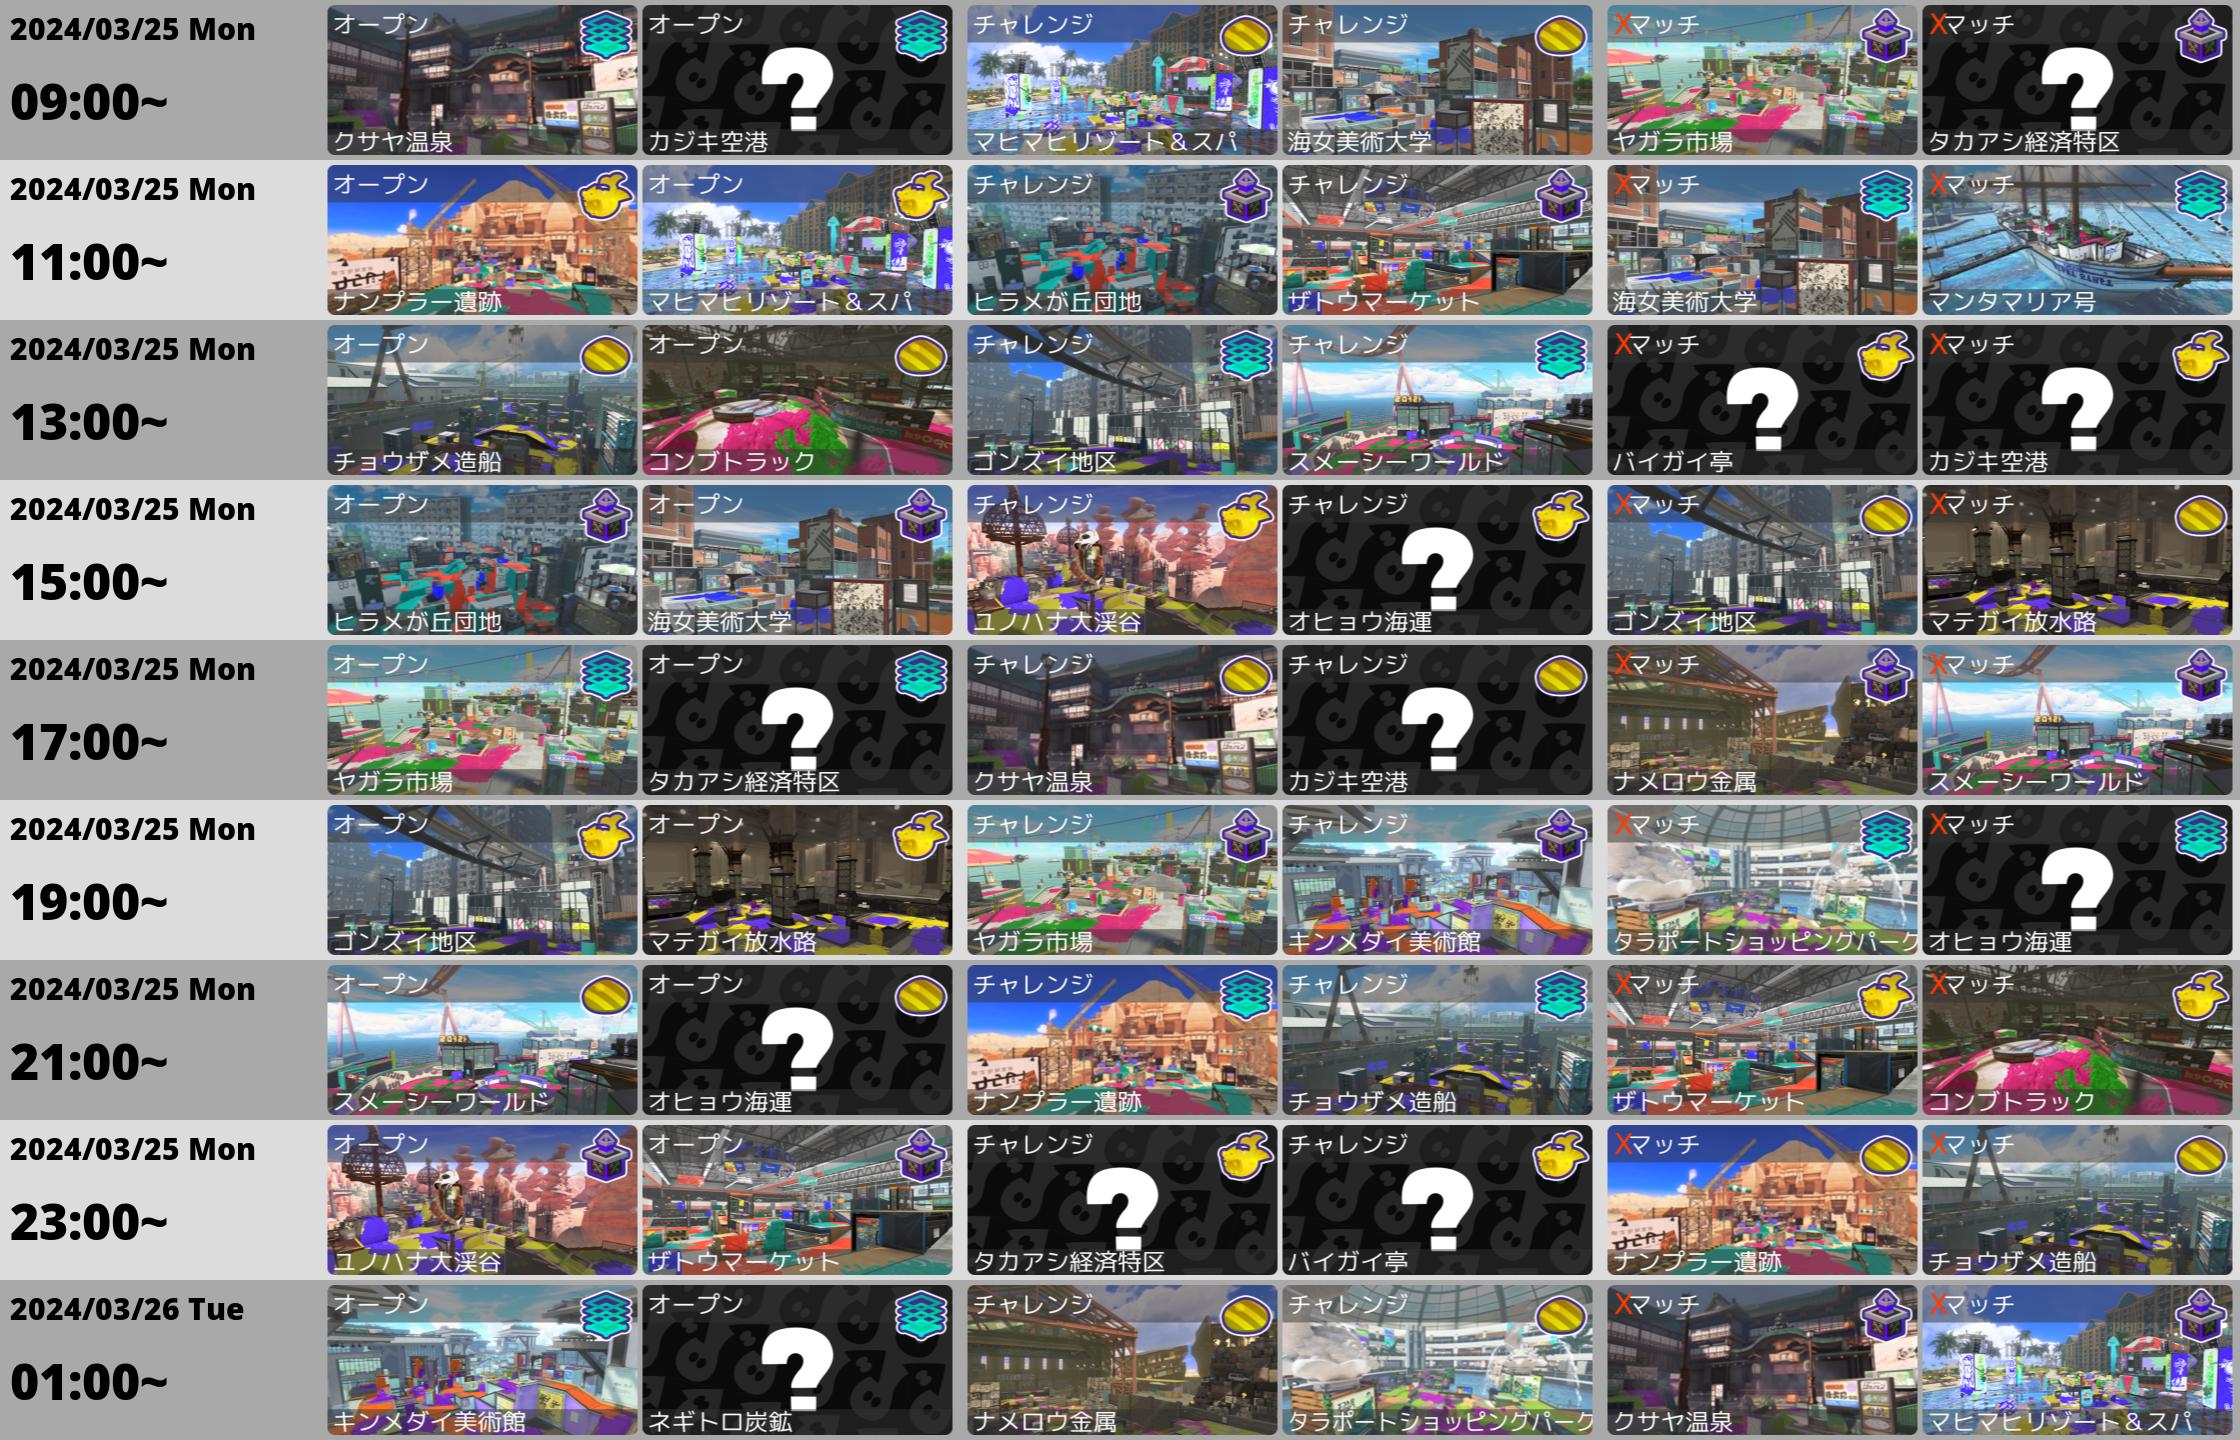 2024/03/25 Mon
09:00~
オープン
クサヤ温泉
オープン
カジキ空港
チャレンジ
マヒマヒリゾート&スパ
チャレンジ
海女美術大学
Xマッチ
ヤガラ市場
Xマッチ
タカアシ経済特区
2024/03/25 Mon
11:00~
オープン
ナンプラー遺跡
オープン
マヒマヒリゾート&スパ
チャレンジ
ヒラメが丘団地
チャレンジ
ザトウマーケット
Xマッチ
海女美術大学
Xマッチ
マンタマリア号
2024/03/25 Mon
13:00~
オープン
チョウザメ造船
オープン
コンブトラック
チャレンジ
ゴンズイ地区
チャレンジ
スメーシーワールド
Xマッチ
バイガイ亭
Xマッチ
カジキ空港
2024/03/25 Mon
15:00~
オープン
ヒラメが丘団地
オープン
海女美術大学
チャレンジ
ユノハナ大渓谷
チャレンジ
オヒョウ海運
Xマッチ
ゴンズイ地区
Xマッチ
マテガイ放水路
2024/03/25 Mon
17:00~
オープン
ヤガラ市場
オープン
タカアシ経済特区
チャレンジ
クサヤ温泉
チャレンジ
カジキ空港
Xマッチ
ナメロウ金属
Xマッチ
スメーシーワールド
2024/03/25 Mon
19:00~
オープン
ゴンズイ地区
オープン
マテガイ放水路
チャレンジ
ヤガラ市場
チャレンジ
キンメダイ美術館
Xマッチ
タラポートショッピングパーク
Xマッチ
オヒョウ海運
2024/03/25 Mon
21:00~
オープン
スメーシーワールド
オープン
オヒョウ海運
チャレンジ
ナンプラー遺跡
チャレンジ
チョウザメ造船
Xマッチ
ザトウマーケット
Xマッチ
コンブトラック
2024/03/25 Mon
23:00~
オープン
ユノハナ大渓谷
オープン
ザトウマーケット
チャレンジ
タカアシ経済特区
チャレンジ
バイガイ亭
Xマッチ
ナンプラー遺跡
Xマッチ
チョウザメ造船
2024/03/26 Tue
01:00~
オープン
キンメダイ美術館
オープン
ネギトロ炭鉱
チャレンジ
ナメロウ金属
チャレンジ
タラポートショッピングパーク
Xマッチ
クサヤ温泉
Xマッチ
マヒマヒリゾート&スパ